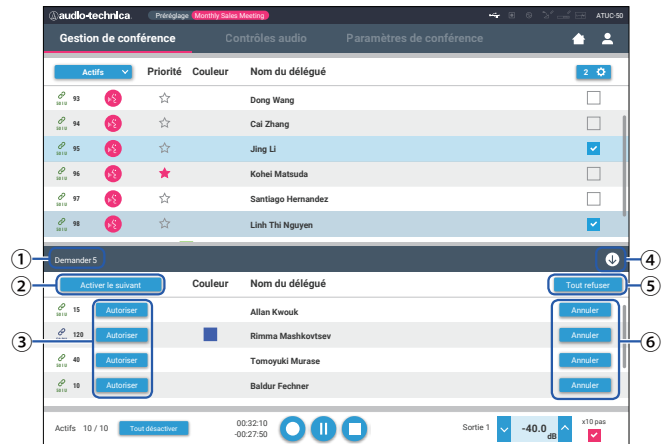 audio-technica. Préréglage Monthly Sales Meeting ATUC-50
Gestion de conférence Contrôles audio Paramètres de conférence
Actifs Priorité Couleur Nom du délégué 2
93 Dong Wang
94 Cai Zhang
95 Jing Li
96 Kohei Matsuda
97 Santiago Hernandez
98 Linh Thi Nguyen
① Demander 5 ④
② Activer le suivant Couleur Nom du délégué Tout refuser ⑤
15 Autoriser Allan Kwouk Annuler
③ 120 Autoriser Rimma Mashkovtsev Annuler ⑥
40 Autoriser Tomoyuki Murase Annuler
10 Autoriser Baldur Fechner Annuler
Actifs 10 / 10 Tout désactiver 00:32:10 Sortie 1 -40.0 dB x10 pas
-00:27:50